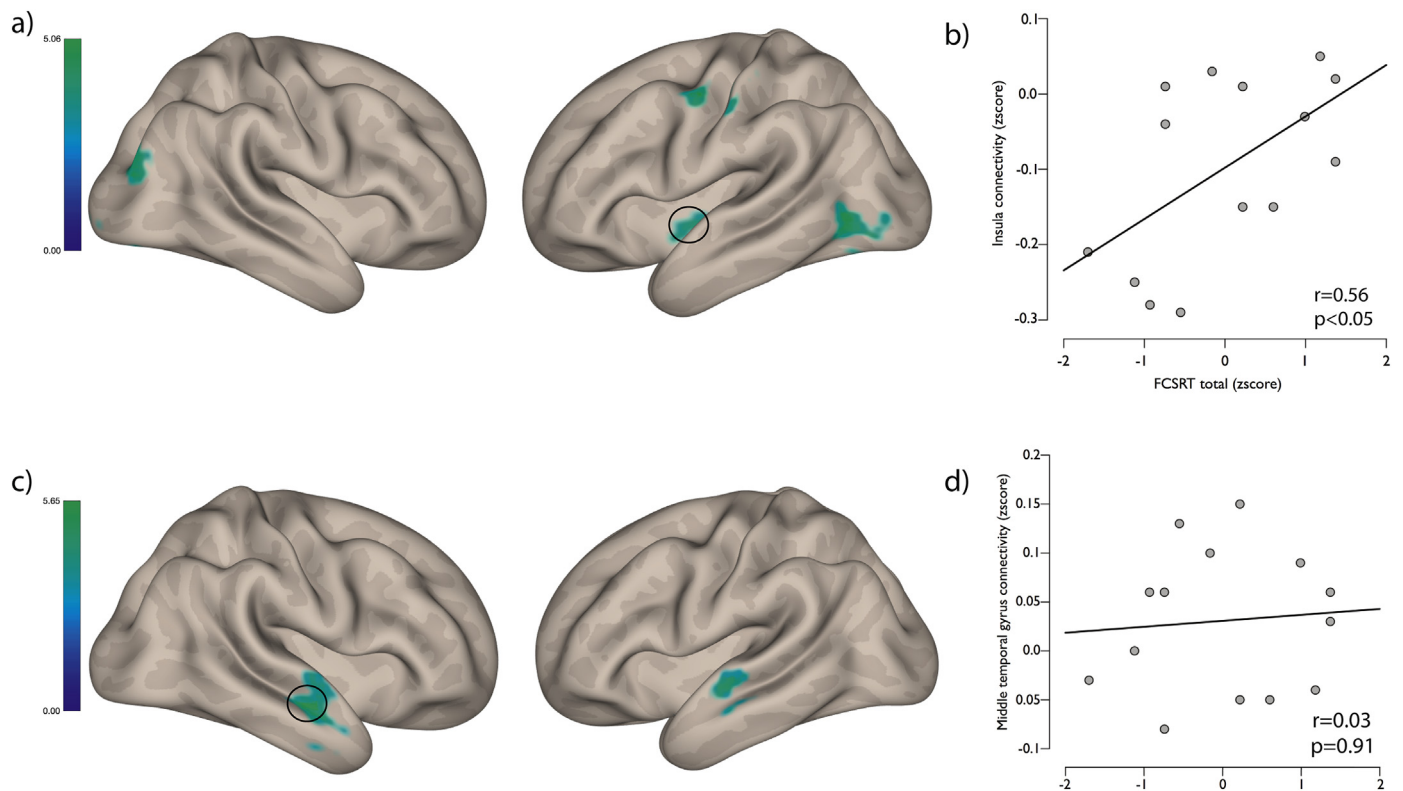 a)
5.06
0.00
b)
Insula connectivity (zscore)
0.1
0.0
-0.1
-0.2
-0.3
r=0.56
p<0.05
-2
-1
0
1
2
FCSRT total (zscore)
c)
5.65
0.00
d)
Middle temporal gyrus connectivity (zscore)
0.2
0.15
0.1
0.05
0.0
0.05
-0.1
r=0.03
p=0.91
-2
-1
0
1
2